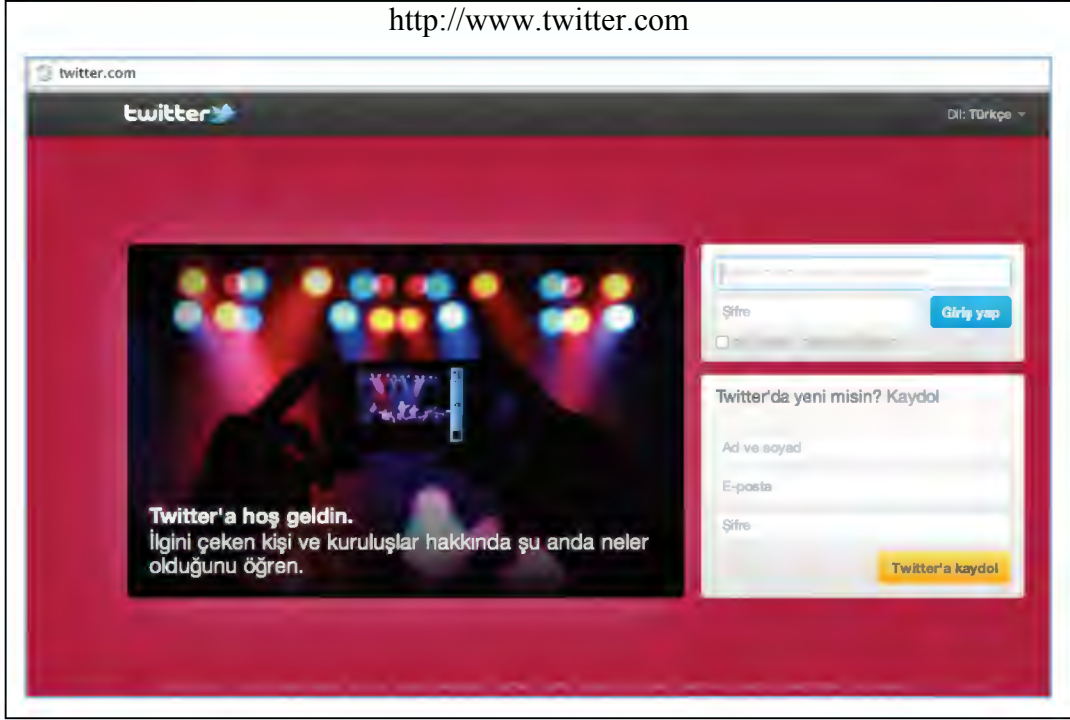 http://www.twitter.com
twitter.com
twitter
Dil: Türkçe
Şifre
Giriş yap
Twitter'da yeni misin? Kaydol
Ad ve soyad
E-posta
Şifre
Twitter'a kaydol
Twitter'a hoş geldin.
İlgini çeken kişi ve kuruluşlar hakkında şu anda neler
olduğunu öğren.